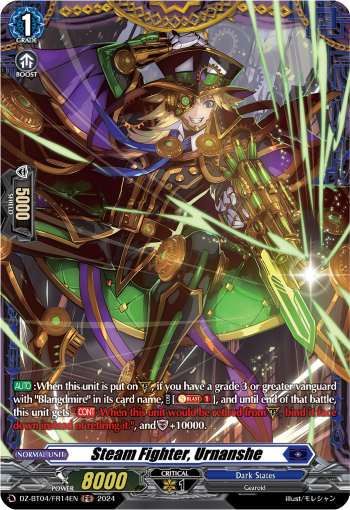 1
GRADE
BOOST
5000
SHIELD
AUTO:When this unit is put on , if you have a grade 3 or greater vanguard
with "Blangdmire" in its card name, [ BLAST 1 ], and until end of that battle,
this unit gets "CONT:When this unit would be retired from , bind it face
down instead of retiring it.", and +10000.
NORMAL UNIT
Steam Fighter, Urnanshe
POWER
8000
CRITICAL
1
Dark States
Gearoid
DZ-BT04/FR14EN FR 2024
illust/モレシャン